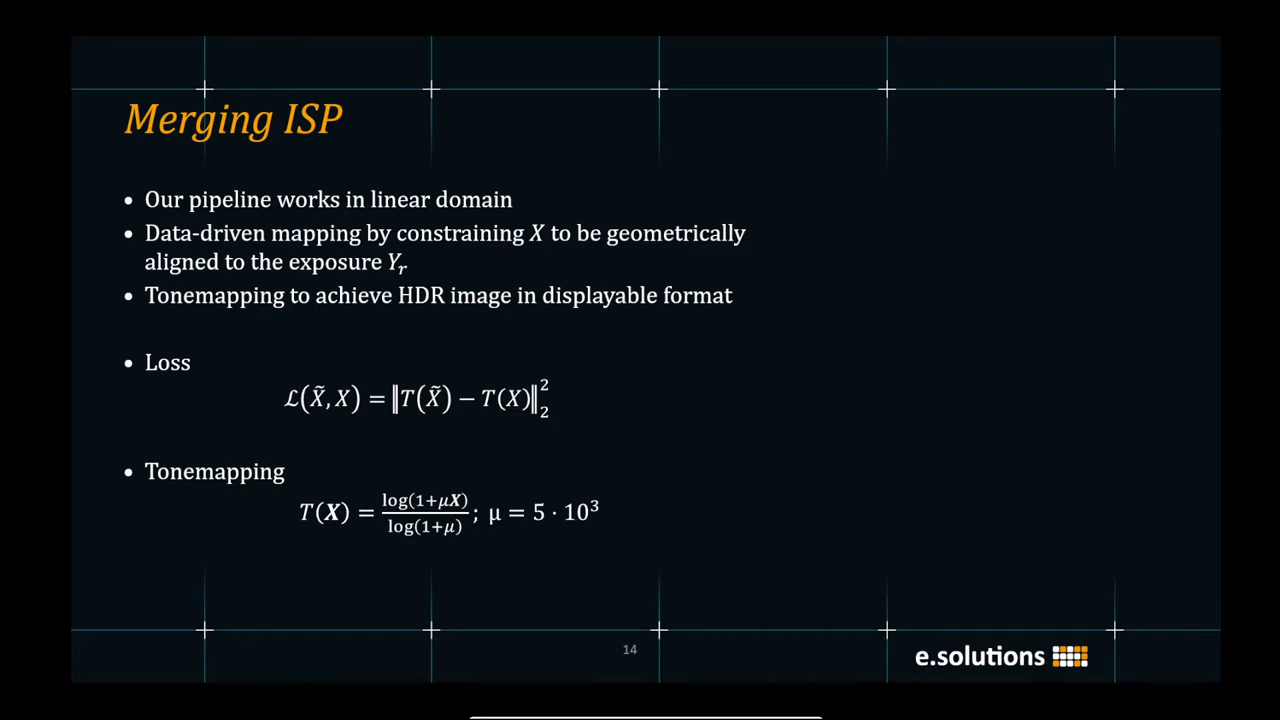 Merging ISP
• Our pipeline works in linear domain
• Data-driven mapping by constraining X to be geometrically
aligned to the exposure Yᵣ
• Tonemapping to achieve HDR image in displayable format
• Loss
ℒ(X̃, X) = ‖T(X̃) − T(X)‖₂²
• Tonemapping
T(𝑿) = log(1+μ𝑿) / log(1+μ) ; μ = 5 · 10³
14
e.solutions